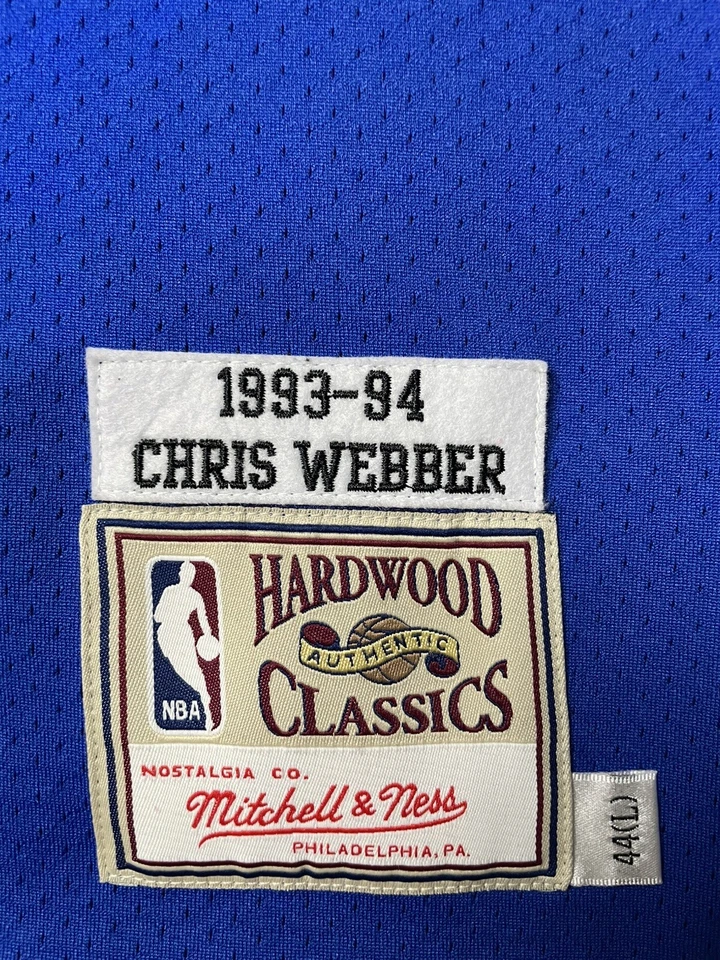 1993-94
CHRIS WEBBER
NBA
HARDWOOD
AUTHENTIC
CLASSICS
NOSTALGIA CO.
Mitchell & Ness
PHILADELPHIA, PA.
44(L)